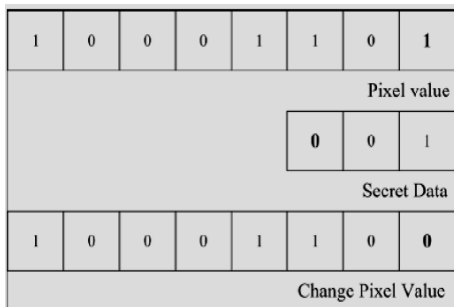 1 0 0 0 1 1 0 1
Pixel value
0 0 1
Secret Data
1 0 0 0 1 1 0 0
Change Pixel Value